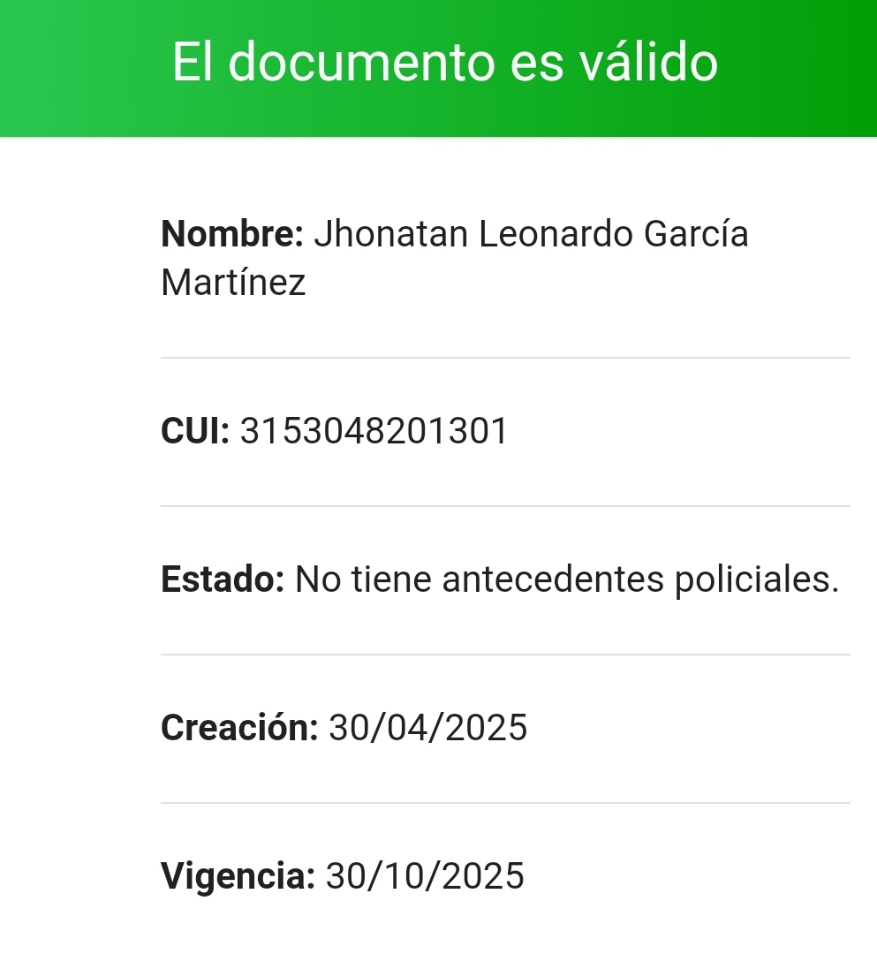 El documento es válido
Nombre: Jhonatan Leonardo García
Martínez
CUI: 3153048201301
Estado: No tiene antecedentes policiales.
Creación: 30/04/2025
Vigencia: 30/10/2025